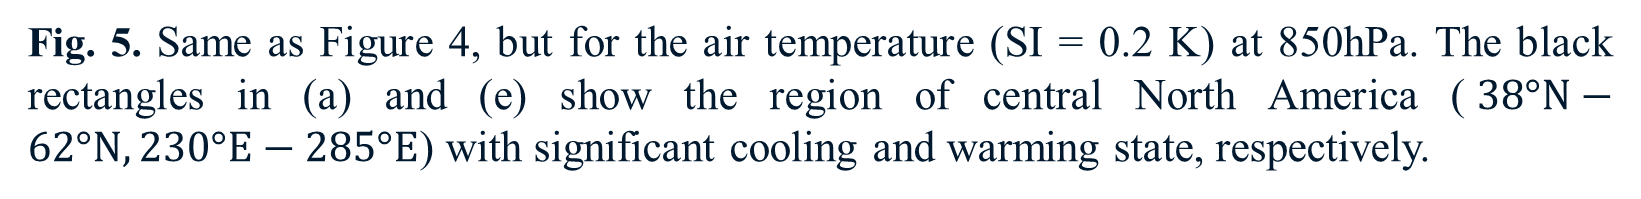 Fig. 5. Same as Figure 4, but for the air temperature (SI = 0.2 K) at 850hPa. The black
rectangles in (a) and (e) show the region of central North America ( 38°N –
62°N, 230°E – 285°E) with significant cooling and warming state, respectively.